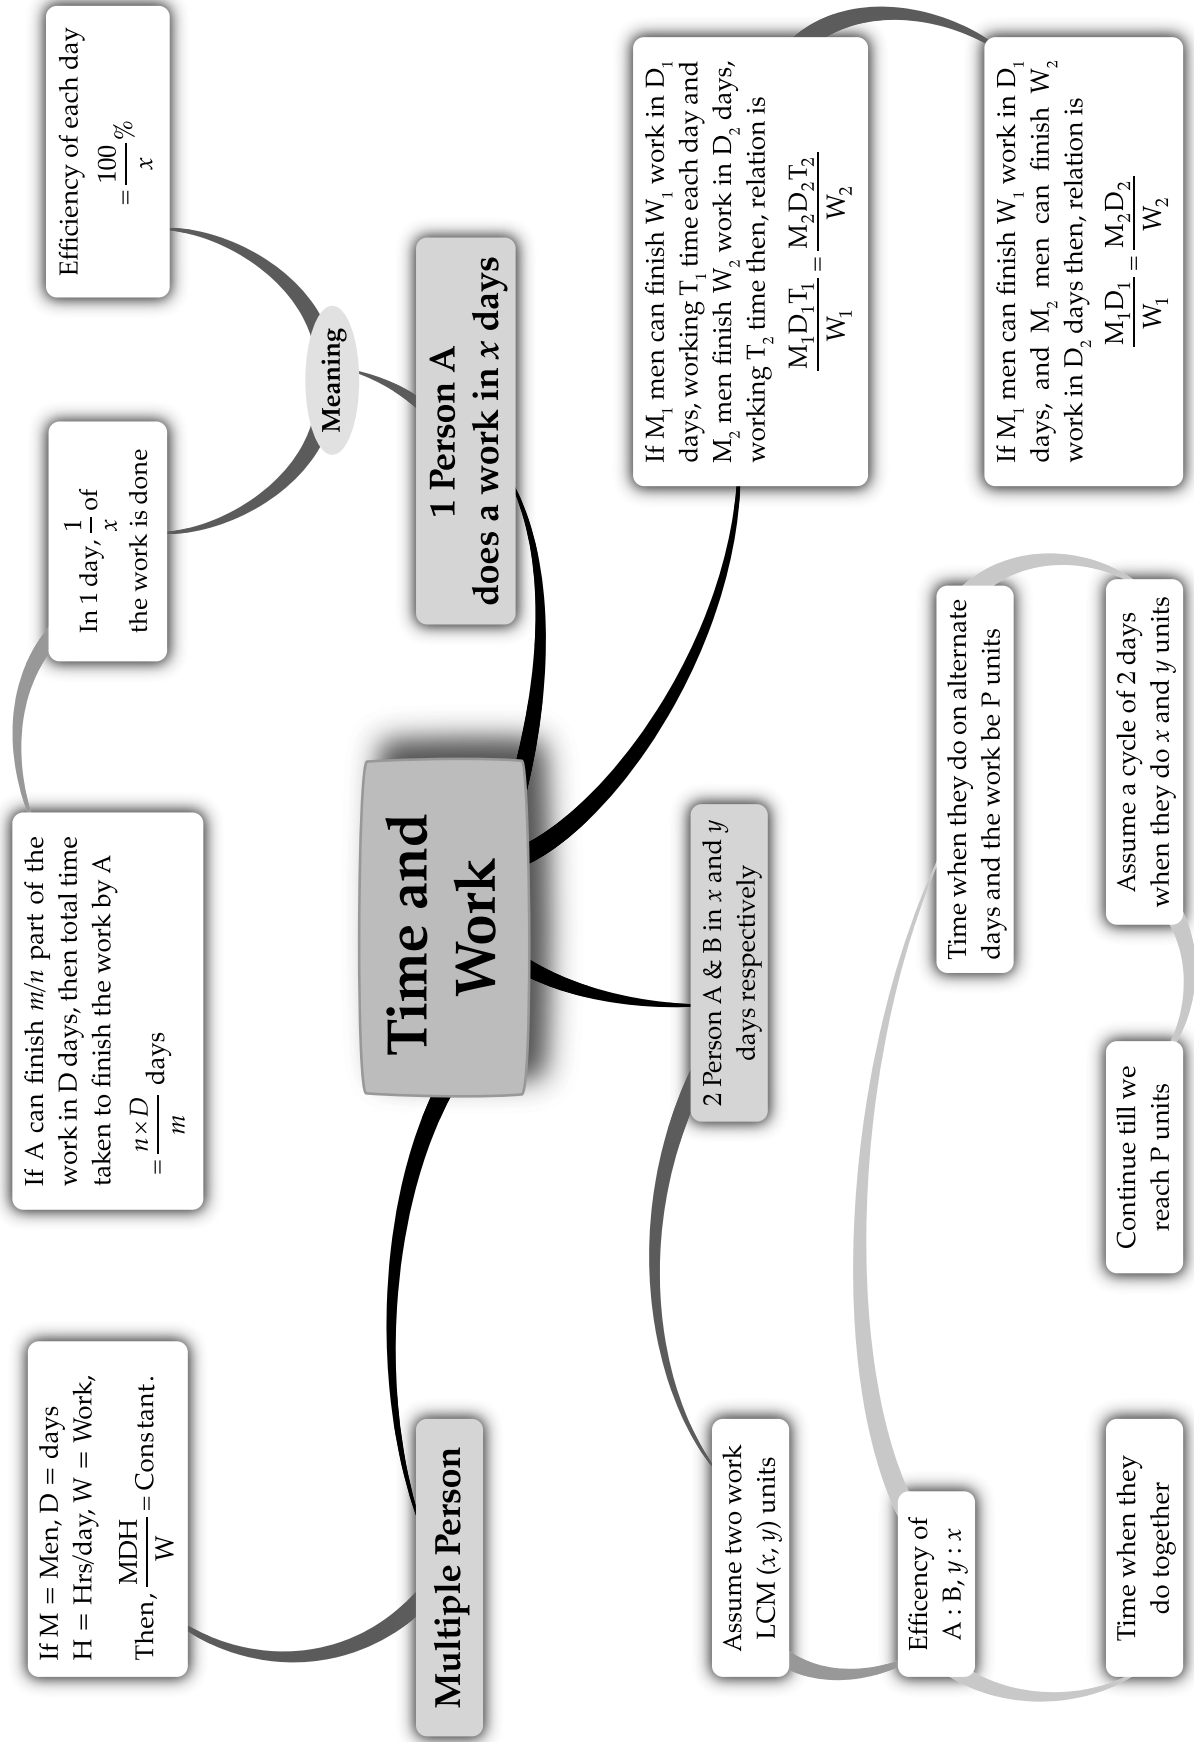 Time and
Work
1 Person A
does a work in x days
Meaning
Efficiency of each day
= 100/x %
In 1 day, 1/x of
the work is done
If A can finish m/n part of the
work in D days, then total time
taken to finish the work by A
= n×D/m days
Multiple Person
If M = Men, D = days
H = Hrs/day, W = Work,
Then, MDH/W = Constant.
If M₁ men can finish W₁ work in D₁
days, working T₁ time each day and
M₂ men finish W₂ work in D₂ days,
working T₂ time then, relation is
M₁D₁T₁/W₁ = M₂D₂T₂/W₂
If M₁ men can finish W₁ work in D₁
days, and M₂ men can finish W₂
work in D₂ days then, relation is
M₁D₁/W₁ = M₂D₂/W₂
2 Person A & B in x and y
days respectively
Assume two work
LCM (x, y) units
Efficency of
A : B, y : x
Time when they
do together
Time when they do on alternate
days and the work be P units
Assume a cycle of 2 days
when they do x and y units
Continue till we
reach P units